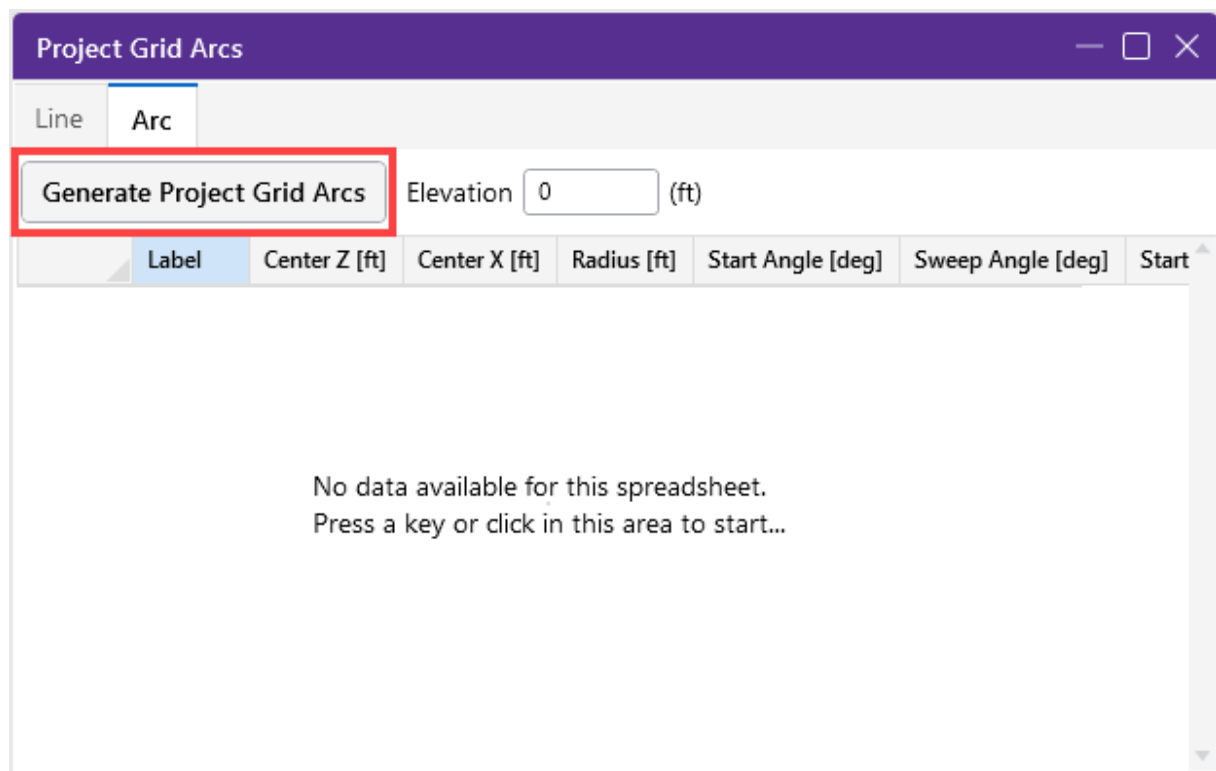 Project Grid Arcs
Line Arc
Generate Project Grid Arcs Elevation 0 (ft)
Label Center Z [ft] Center X [ft] Radius [ft] Start Angle [deg] Sweep Angle [deg] Start
No data available for this spreadsheet.
Press a key or click in this area to start...